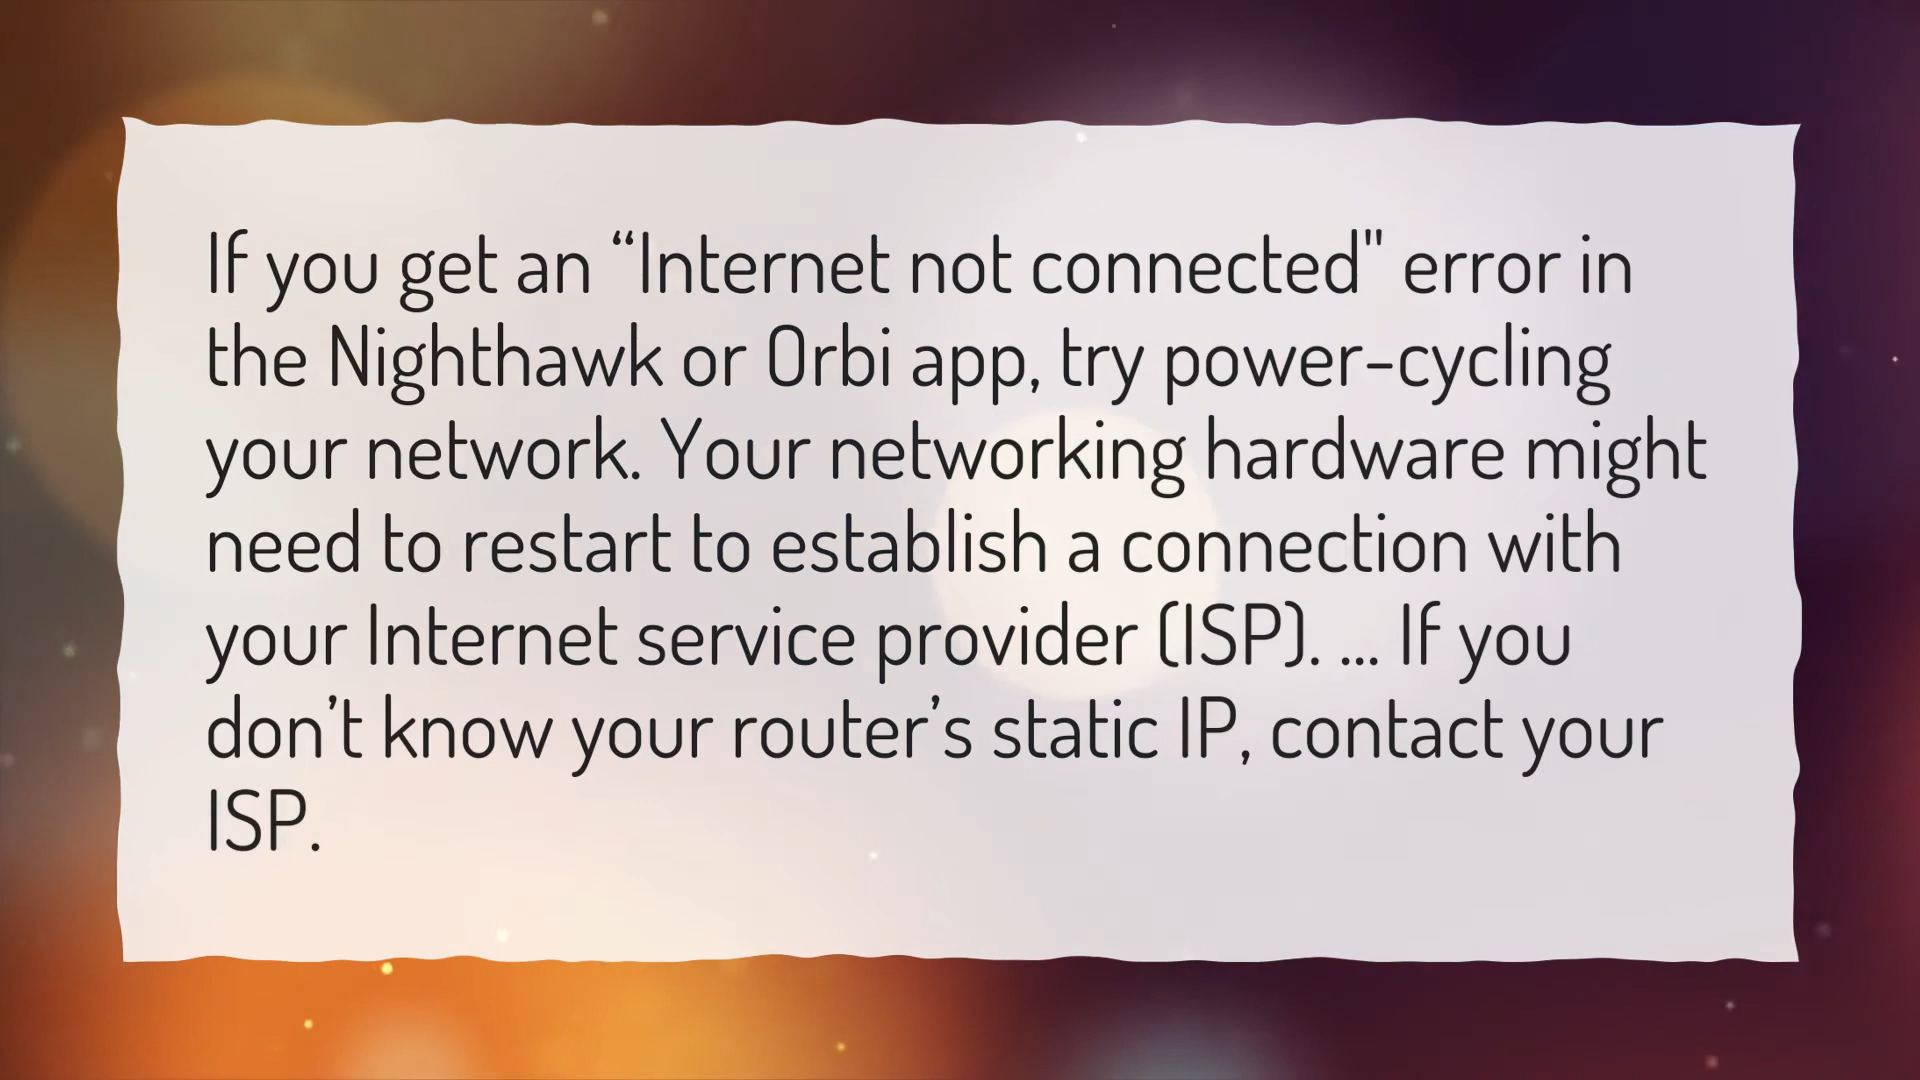 If you get an “Internet not connected" error in
the Nighthawk or Orbi app, try power-cycling
your network. Your networking hardware might
need to restart to establish a connection with
your Internet service provider (ISP). ... If you
don’t know your router’s static IP, contact your
ISP.